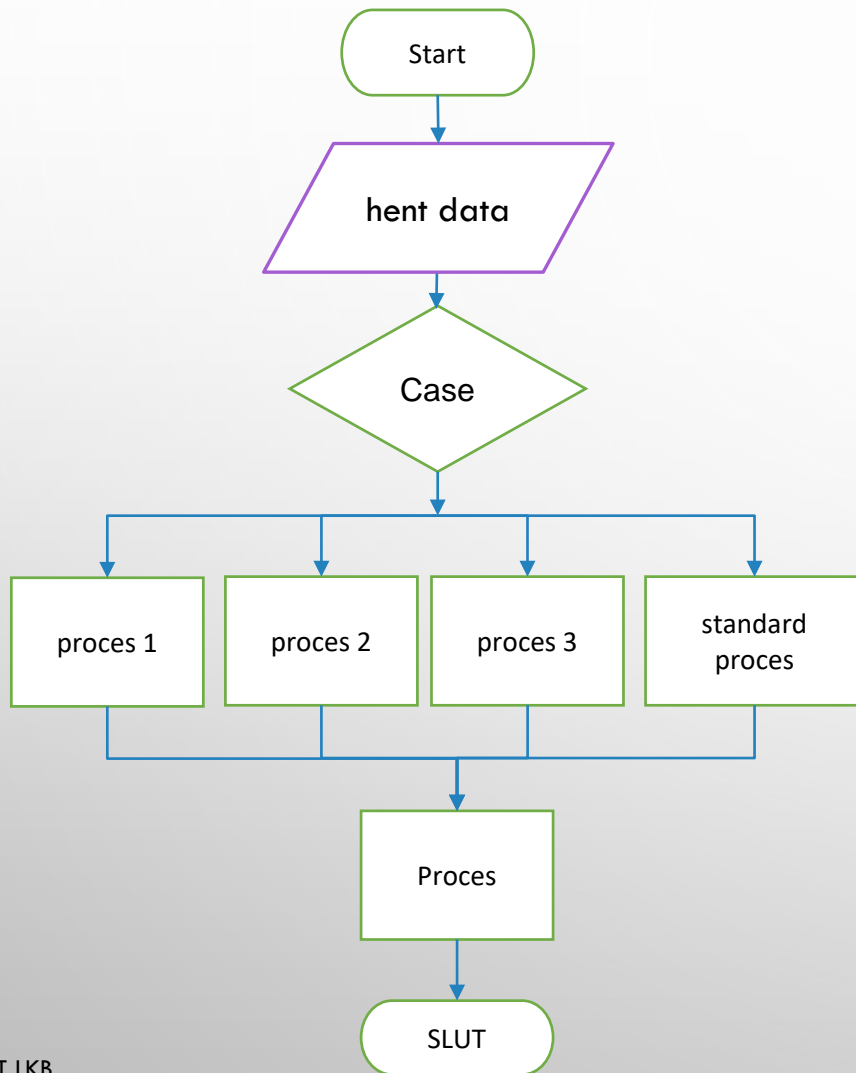 Start
hent data
Case
proces 1
proces 2
proces 3
standard
proces
Proces
SLUT